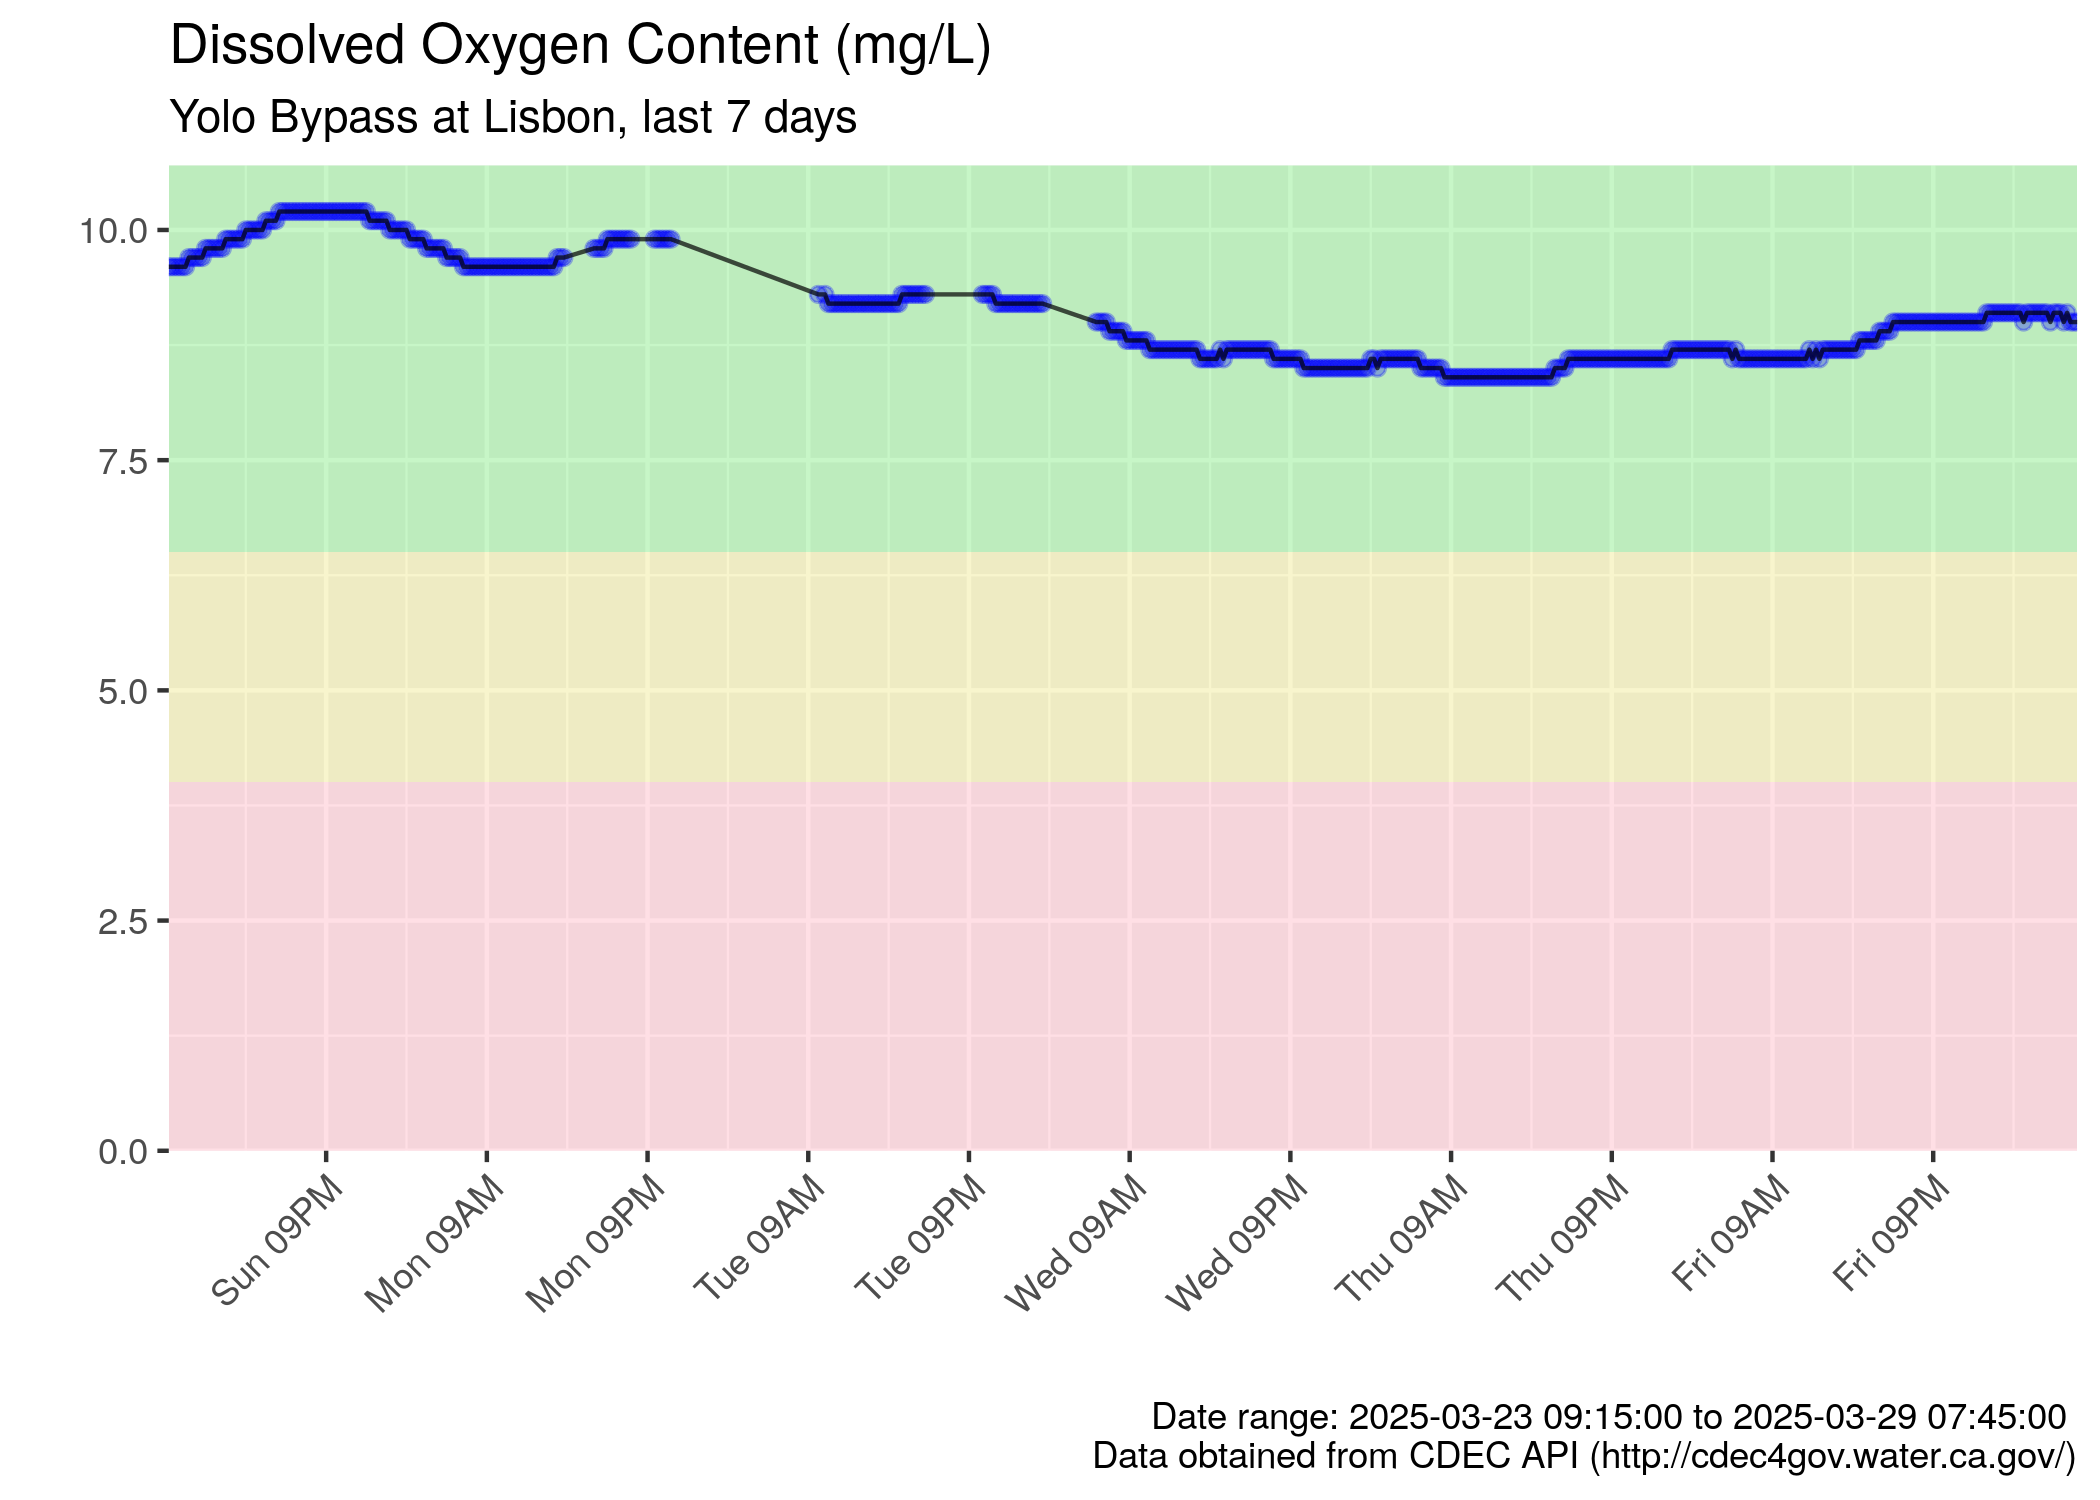 Dissolved Oxygen Content (mg/L)
Yolo Bypass at Lisbon, last 7 days
10.0
7.5
5.0
2.5
0.0
Sun 09PM
Mon 09AM
Mon 09PM
Tue 09AM
Tue 09PM
Wed 09AM
Wed 09PM
Thu 09AM
Thu 09PM
Fri 09AM
Fri 09PM
Date range: 2025-03-23 09:15:00 to 2025-03-29 07:45:00
Data obtained from CDEC API (http://cdec4gov.water.ca.gov/)